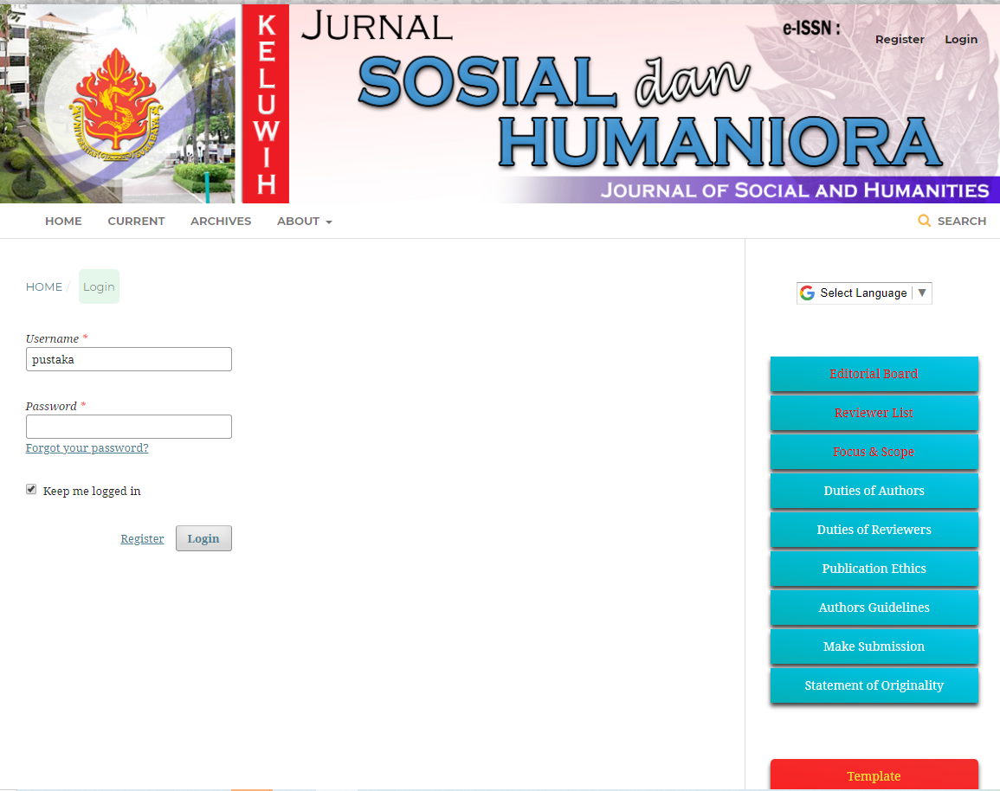 KELUWIH
JURNAL
SOSIAL dan
HUMANIORA
JOURNAL OF SOCIAL AND HUMANITIES
e-ISSN :
Register Login
HOME CURRENT ARCHIVES ABOUT
SEARCH
HOME / Login
Username *
pustaka
Password *
Forgot your password?
Keep me logged in
Register Login
Select Language ▼
Editorial Board
Reviewer List
Focus & Scope
Duties of Authors
Duties of Reviewers
Publication Ethics
Authors Guidelines
Make Submission
Statement of Originality
Template